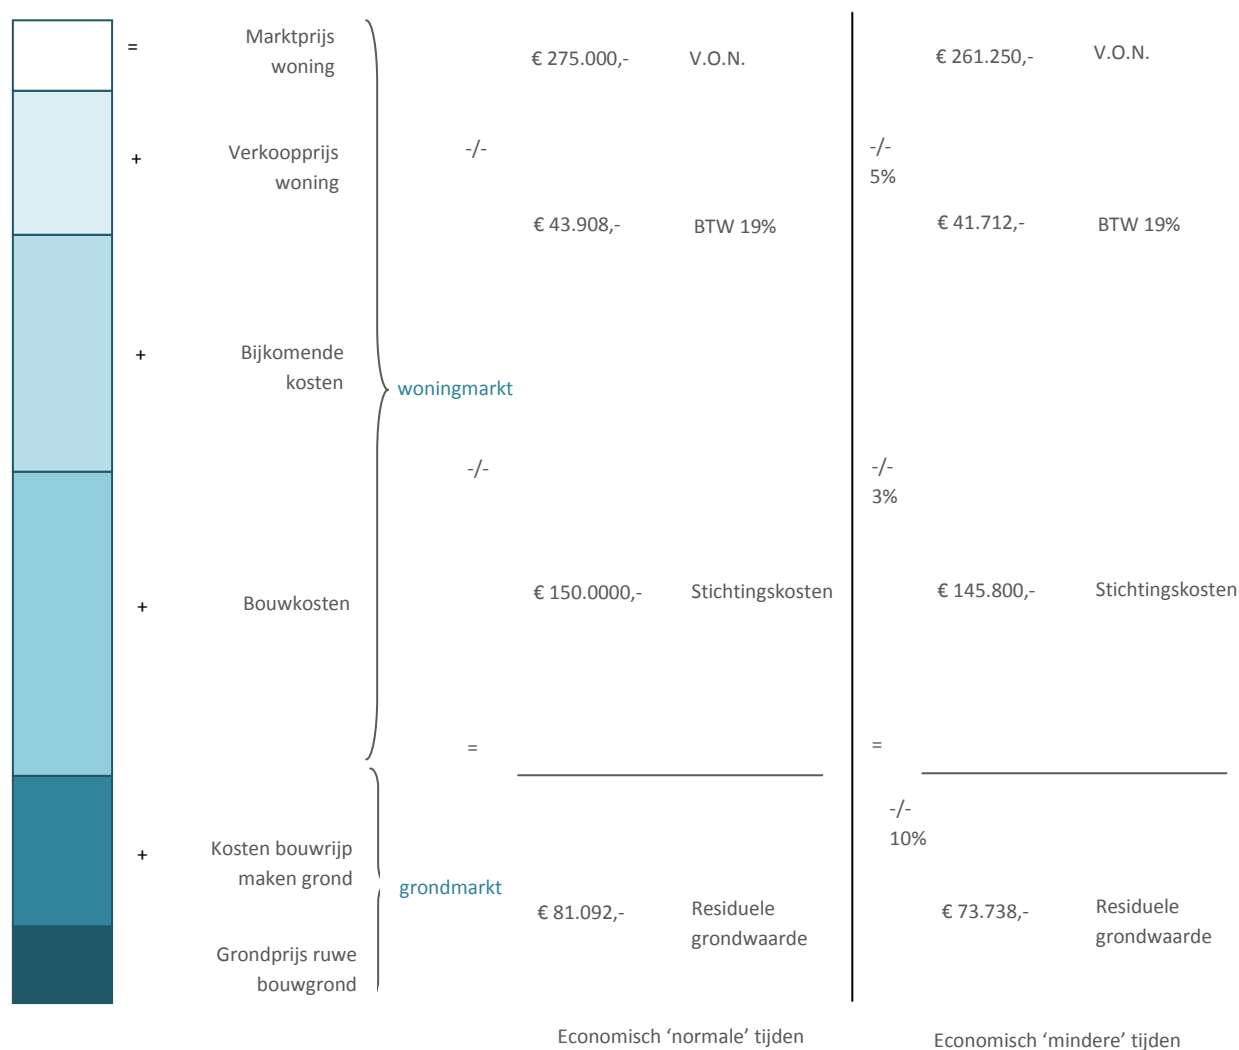 =
Marktprijs
woning
€ 275.000,- V.O.N.
€ 261.250,- V.O.N.
+
Verkoopprijs
woning
-/-
-/-
5%
€ 43.908,- BTW 19%
€ 41.712,- BTW 19%
+
Bijkomende
kosten
woningmarkt
-/-
-/-
3%
+
Bouwkosten
€ 150.0000,- Stichtingskosten
€ 145.800,- Stichtingskosten
=
=
-/-
10%
+
Kosten bouwrijp
maken grond
grondmarkt
€ 81.092,- Residuele
grondwaarde
€ 73.738,- Residuele
grondwaarde
Grondprijs ruwe
bouwgrond
Economisch ‘normale’ tijden
Economisch ‘mindere’ tijden